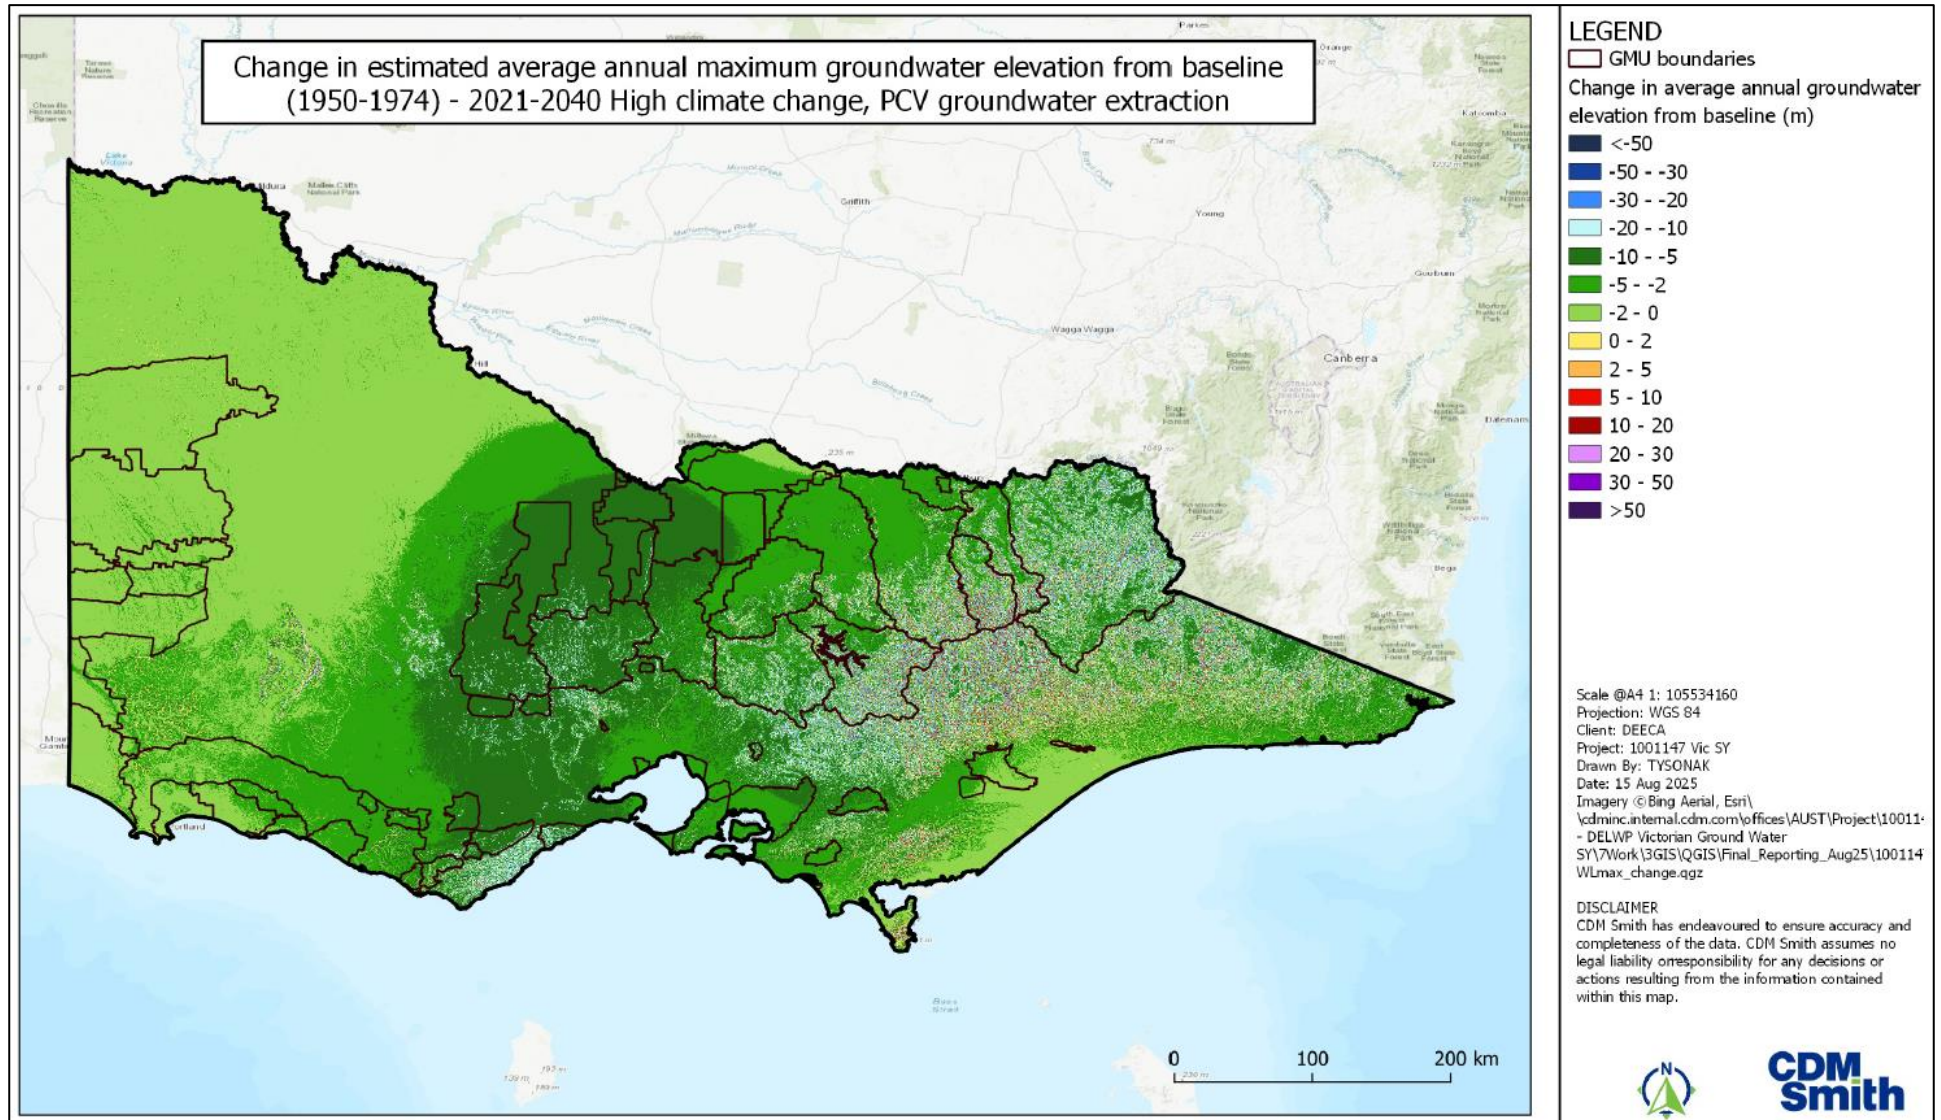 Change in estimated average annual maximum groundwater elevation from baseline
(1950-1974) - 2021-2040 High climate change, PCV groundwater extraction
Parkes
Orange
Katoomba
Griffith
Young
Goulburn
Wagga Wagga
Canberra
Bega
Hill
Bass
Strait
0 100 200 km
LEGEND
GMU boundaries
Change in average annual groundwater
elevation from baseline (m)
<-50
-50 - -30
-30 - -20
-20 - -10
-10 - -5
-5 - -2
-2 - 0
0 - 2
2 - 5
5 - 10
10 - 20
20 - 30
30 - 50
>50
Scale @A4 1: 105534160
Projection: WGS 84
Client: DEECA
Project: 1001147 Vic SY
Drawn By: TYSONAK
Date: 15 Aug 2025
Imagery ©Bing Aerial, Esri\
\cdminc.internal.cdm.com\offices\AUST\Project\10011
- DELWP Victorian Ground Water
SY\7Work\3GIS\QGIS\Final_Reporting_Aug25\100114
WLmax_change.qgz
DISCLAIMER
CDM Smith has endeavoured to ensure accuracy and
completeness of the data. CDM Smith assumes no
legal liability orresponsibility for any decisions or
actions resulting from the information contained
within this map.
N
CDM
Smith